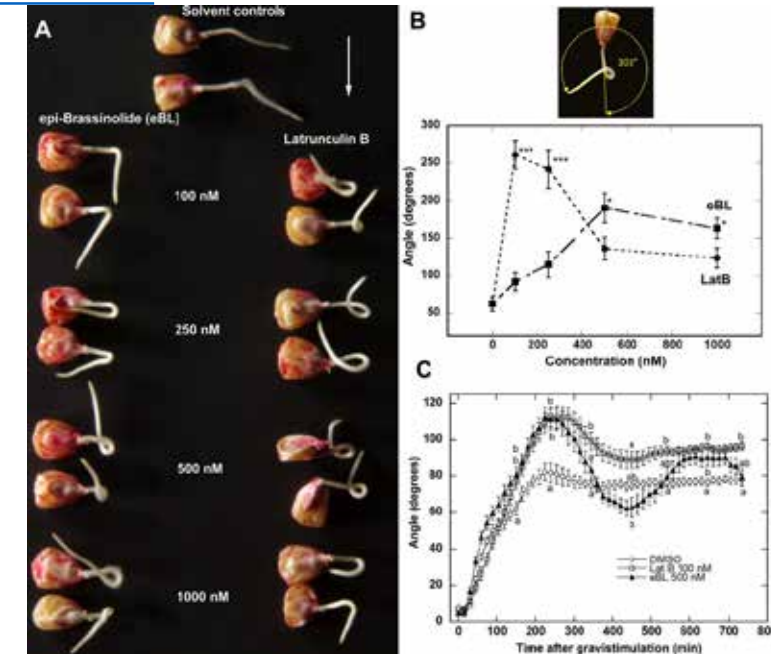 A
Solvent controls
epi-Brassinolide (eBL)
Latrunculin B
100 nM
250 nM
500 nM
1000 nM
B
300
250
200
150
100
50
Angle (degrees)
***
***
*
*
eBL
LatB
0
200
400
600
800
1000
Concentration (nM)
C
120
100
80
60
40
20
0
Angle (degrees)
DMSO
Lat B 100 nM
eBL 500 nM
0
100
200
300
400
500
600
700
80
Time after gravistimulation (min)